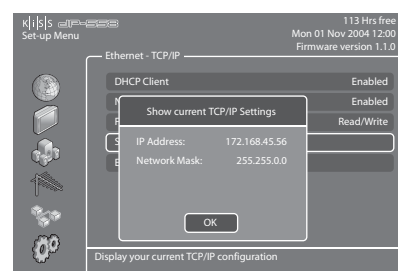 K|i|S|S DP-558
Set-up Menu
113 Hrs free
Mon 01 Nov 2004 12:00
Firmware version 1.1.0
Ethernet - TCP/IP
DHCP Client Enabled
N Enabled
F Read/Write
S
E
Show current TCP/IP Settings
IP Address: 172.168.45.56
Network Mask: 255.255.0.0
OK
Display your current TCP/IP configuration